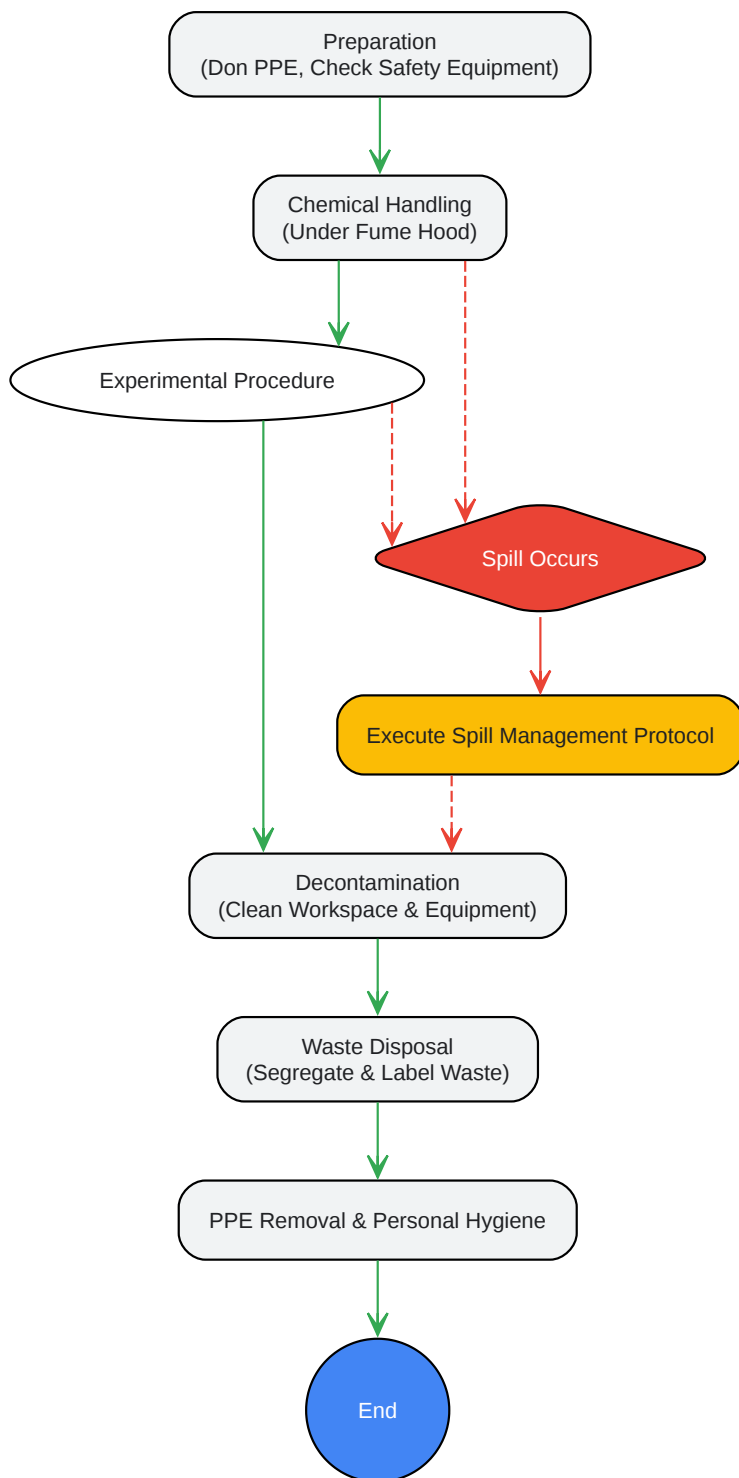 Preparation
(Don PPE, Check Safety Equipment)
Chemical Handling
(Under Fume Hood)
Experimental Procedure
Spill Occurs
Execute Spill Management Protocol
Decontamination
(Clean Workspace & Equipment)
Waste Disposal
(Segregate & Label Waste)
PPE Removal & Personal Hygiene
End